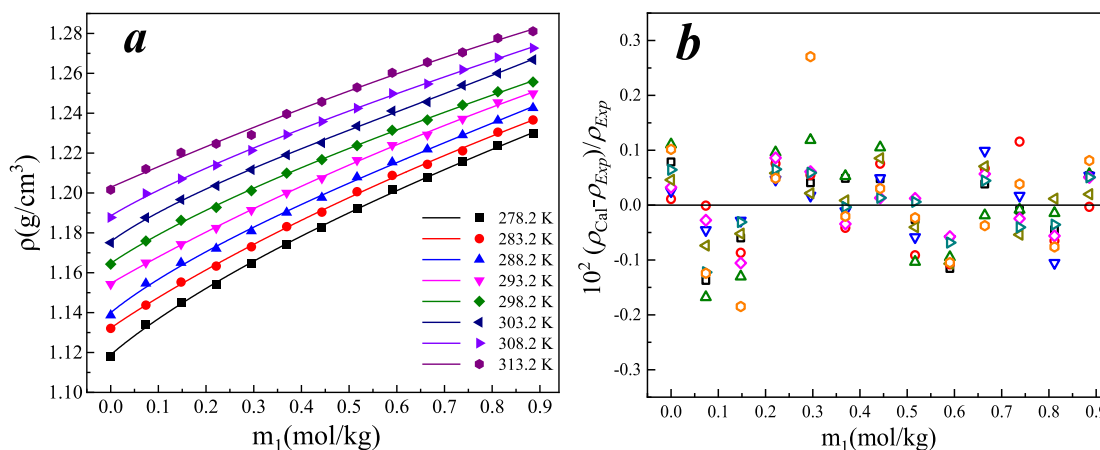 a
ρ(g/cm³)
1.28
1.26
1.24
1.22
1.20
1.18
1.16
1.14
1.12
1.10
278.2 K
283.2 K
288.2 K
293.2 K
298.2 K
303.2 K
308.2 K
313.2 K
0.0 0.1 0.2 0.3 0.4 0.5 0.6 0.7 0.8 0.9
m₁(mol/kg)
b
10² (ρCal-ρExp)/ρExp
0.3
0.2
0.1
0.0
-0.1
-0.2
-0.3
0.0 0.1 0.2 0.3 0.4 0.5 0.6 0.7 0.8 0.9
m₁(mol/kg)